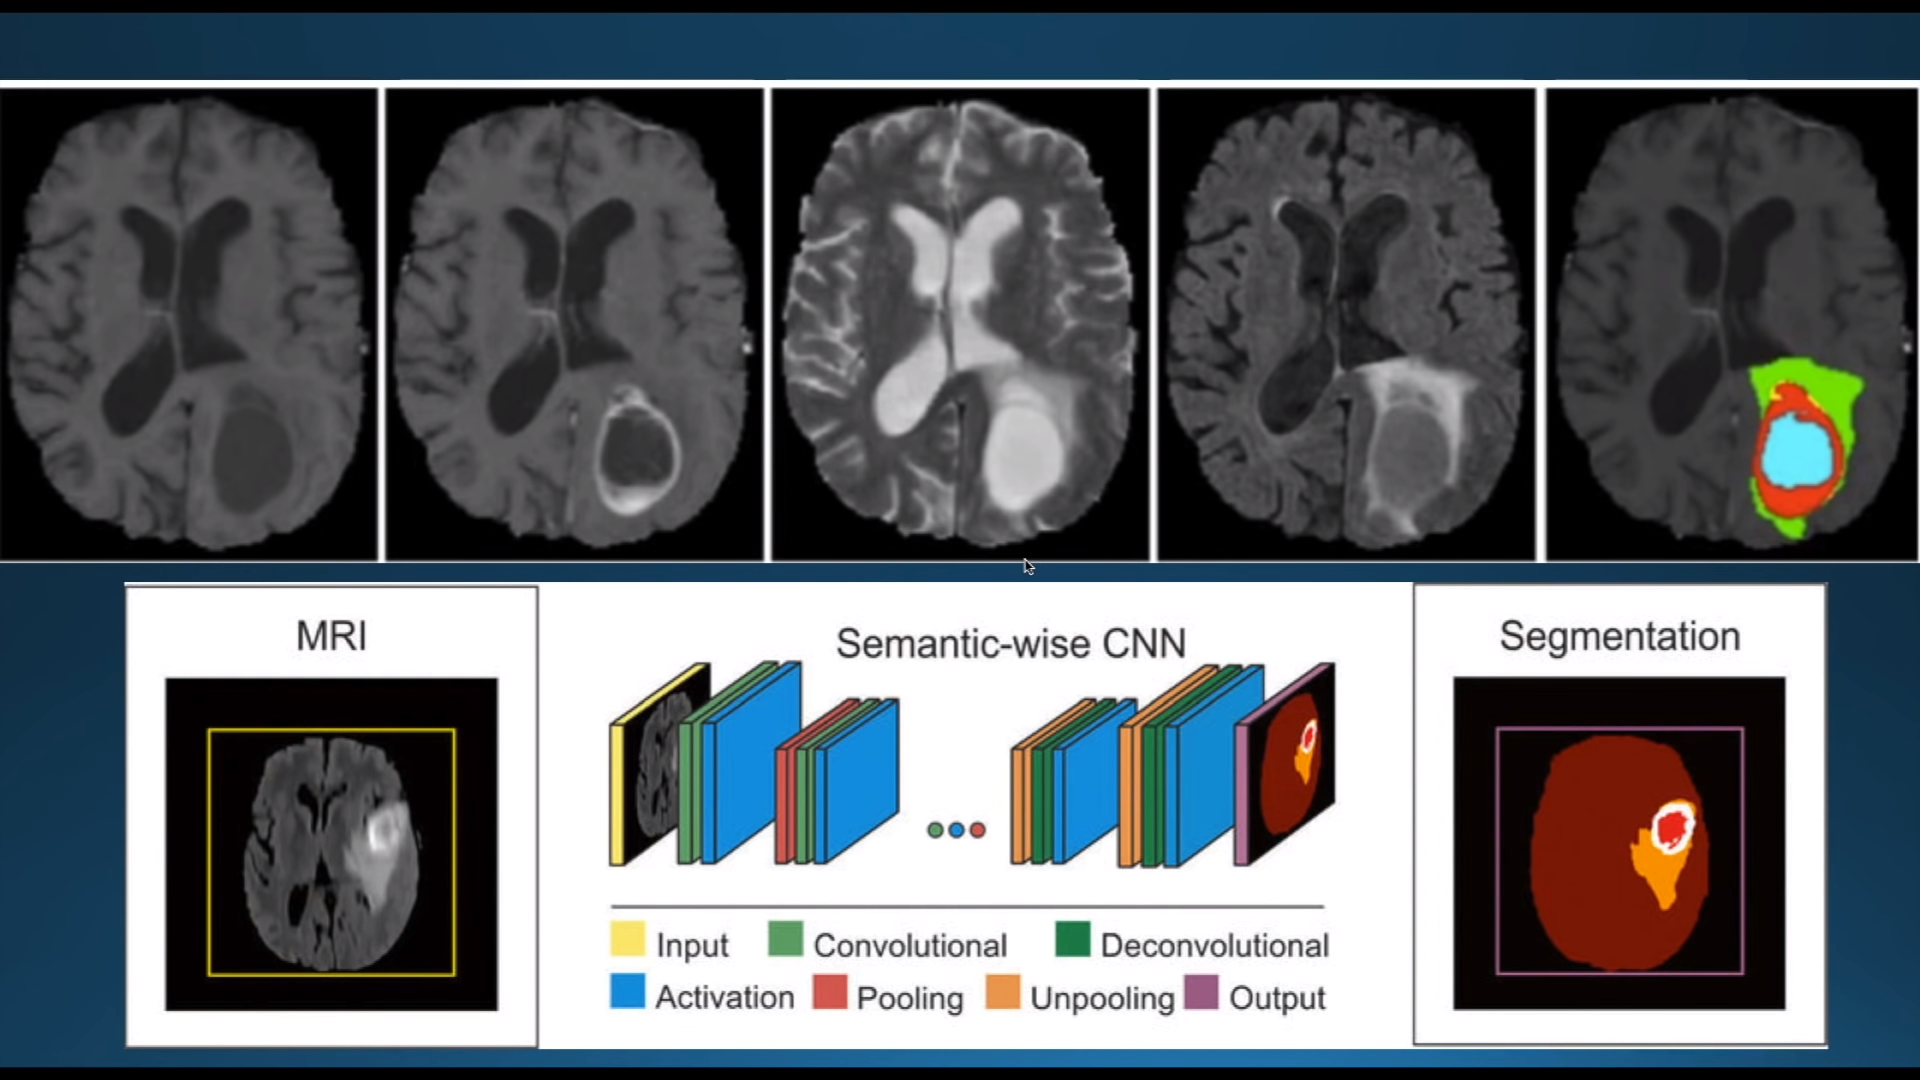 MRI
Semantic-wise CNN
Segmentation
Input
Convolutional
Deconvolutional
Activation
Pooling
Unpooling
Output